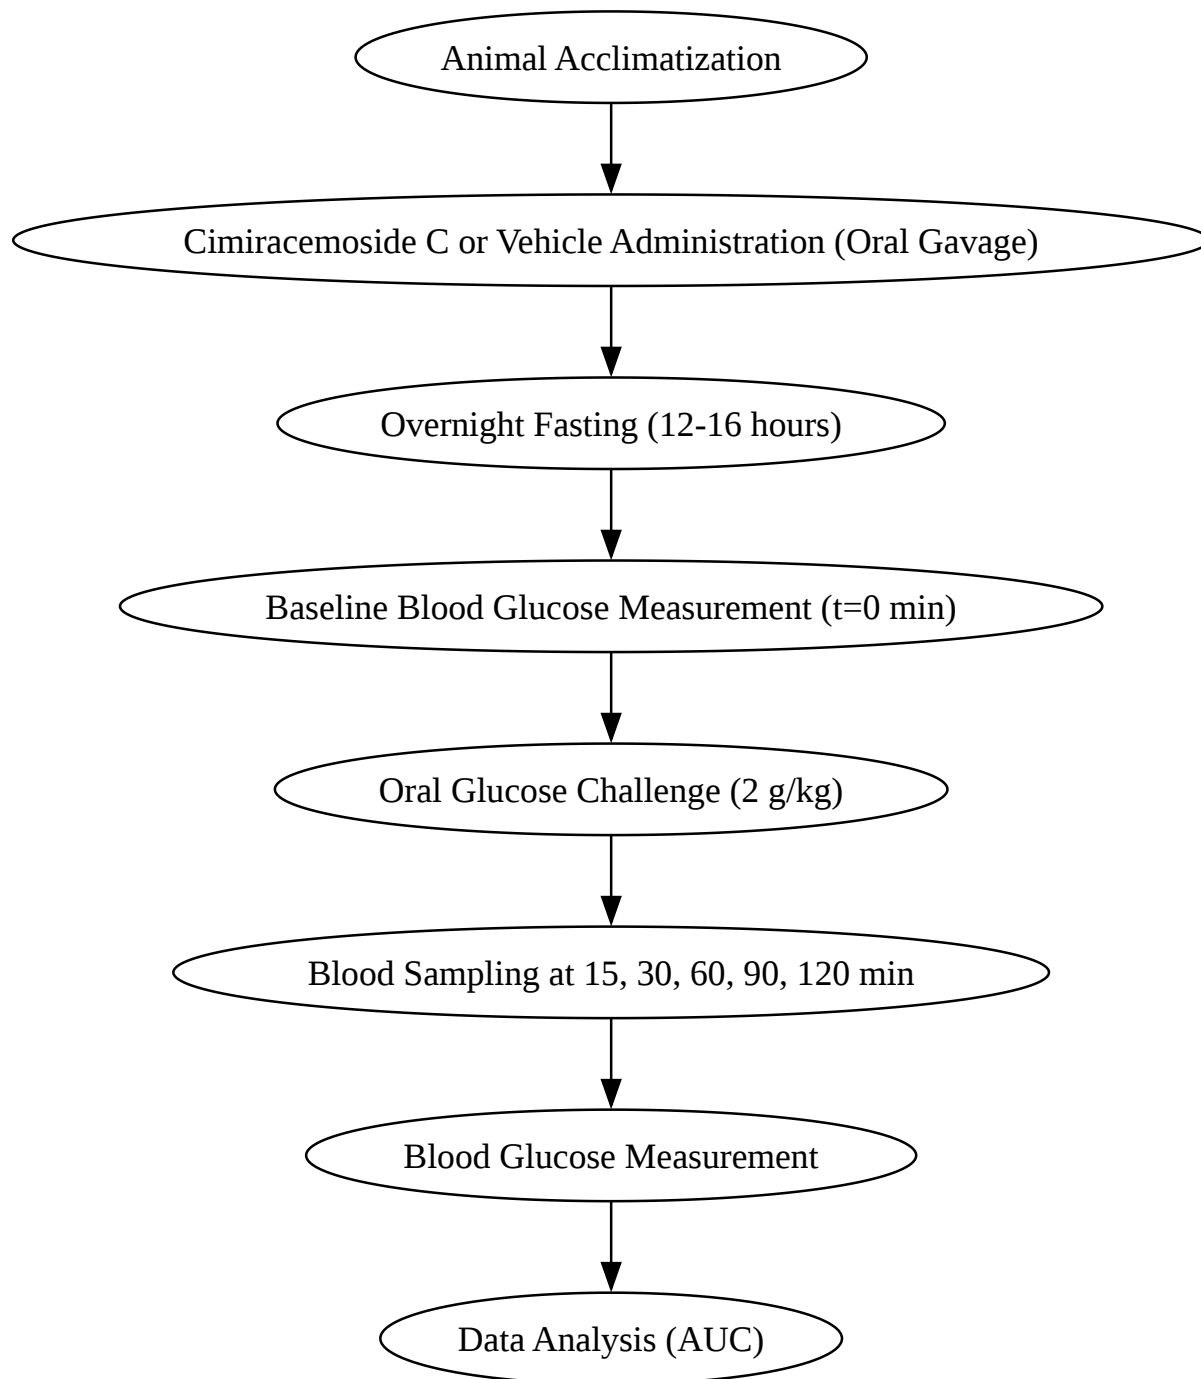 Animal Acclimatization
Cimiracemoside C or Vehicle Administration (Oral Gavage)
Overnight Fasting (12-16 hours)
Baseline Blood Glucose Measurement (t=0 min)
Oral Glucose Challenge (2 g/kg)
Blood Sampling at 15, 30, 60, 90, 120 min
Blood Glucose Measurement
Data Analysis (AUC)